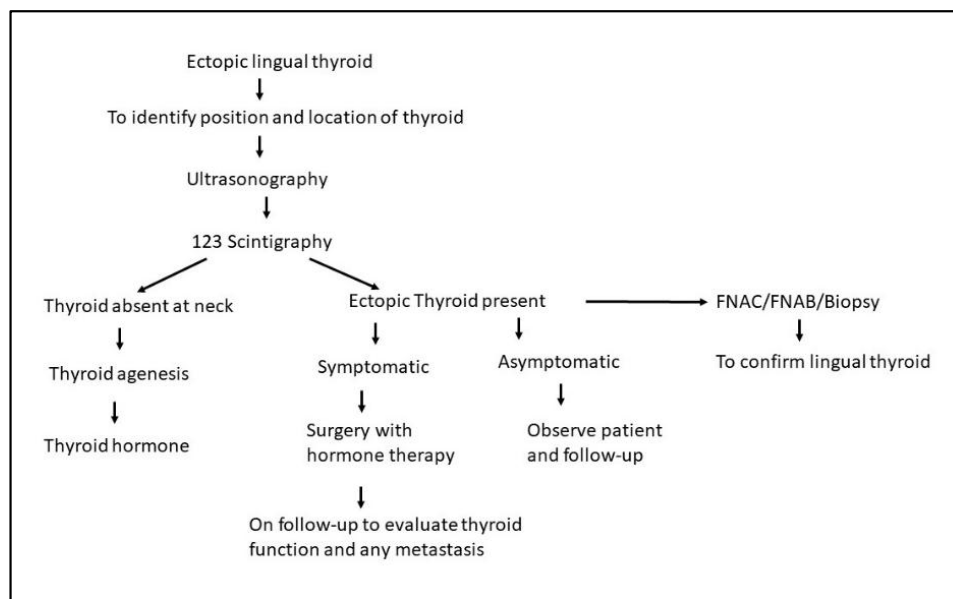 Ectopic lingual thyroid
To identify position and location of thyroid
Ultrasonography
123 Scintigraphy
Thyroid absent at neck
Ectopic Thyroid present
FNAC/FNAB/Biopsy
Thyroid agenesis
Symptomatic
Asymptomatic
To confirm lingual thyroid
Thyroid hormone
Surgery with
hormone therapy
Observe patient
and follow-up
On follow-up to evaluate thyroid
function and any metastasis